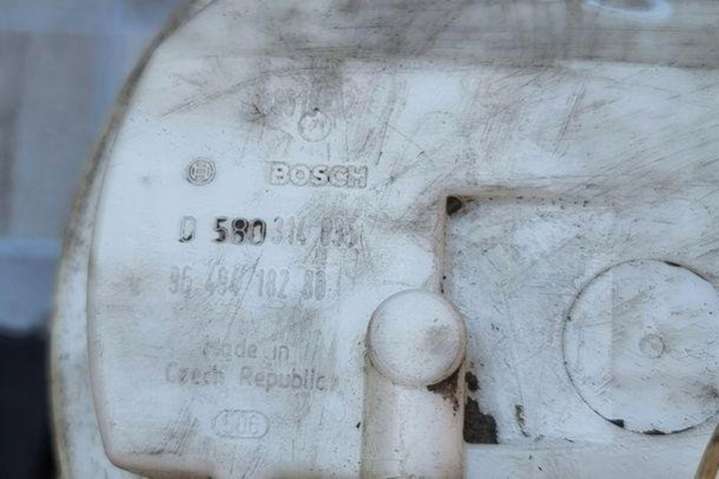 BOSCH
0 580 314
96 494 182 80
Made in
Czech Republic